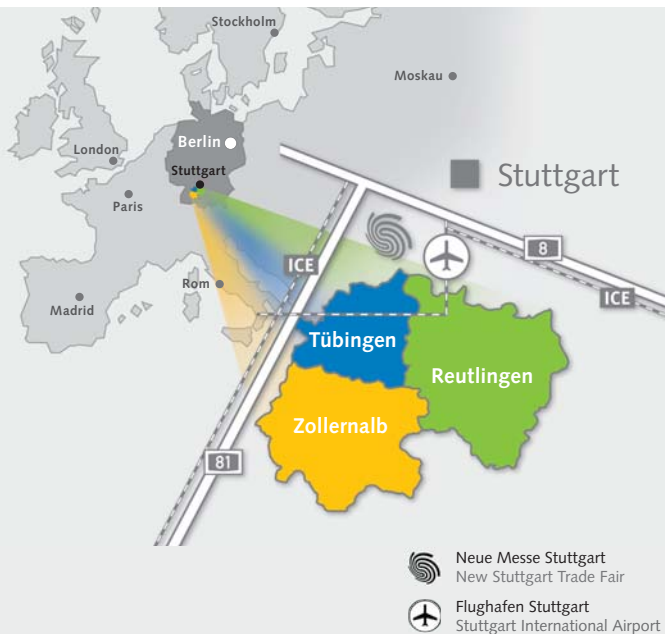 Stockholm
Moskau
Berlin
London
Stuttgart
Stuttgart
Paris
8
ICE
Rom
ICE
Madrid
Tübingen
Reutlingen
Zollernalb
81
Neue Messe Stuttgart
New Stuttgart Trade Fair
Flughafen Stuttgart
Stuttgart International Airport